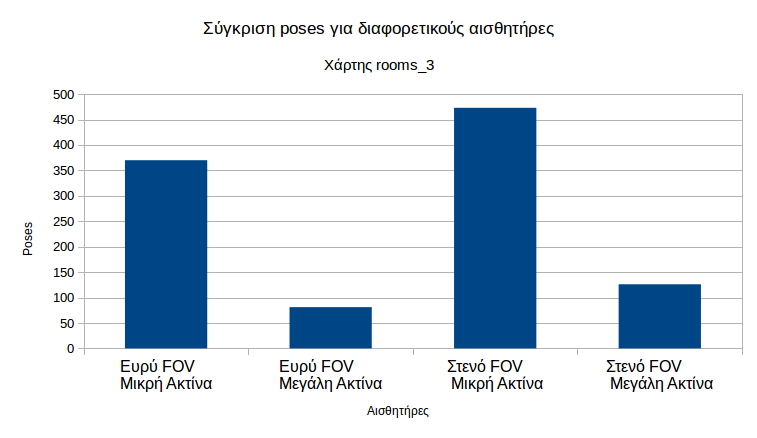 Σύγκριση poses για διαφορετικούς αισθητήρες
Χάρτης rooms_3
500
450
400
350
300
250
200
150
100
50
0
Poses
Ευρύ FOV
Μικρή Ακτίνα
Ευρύ FOV
Μεγάλη Ακτίνα
Στενό FOV
Μικρή Ακτίνα
Στενό FOV
Μεγάλη Ακτίνα
Αισθητήρες